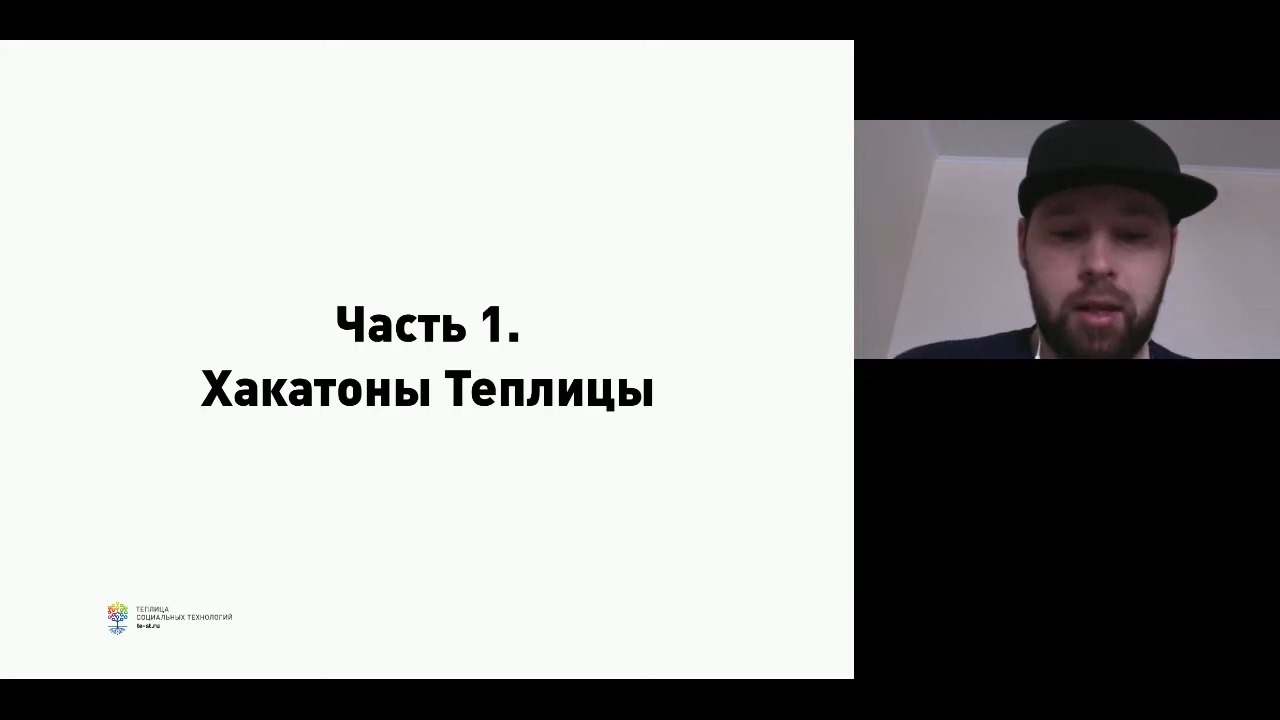 Часть 1.
Хакатоны Теплицы
ТЕПЛИЦА
СОЦИАЛЬНЫХ ТЕХНОЛОГИЙ
te-st.ru